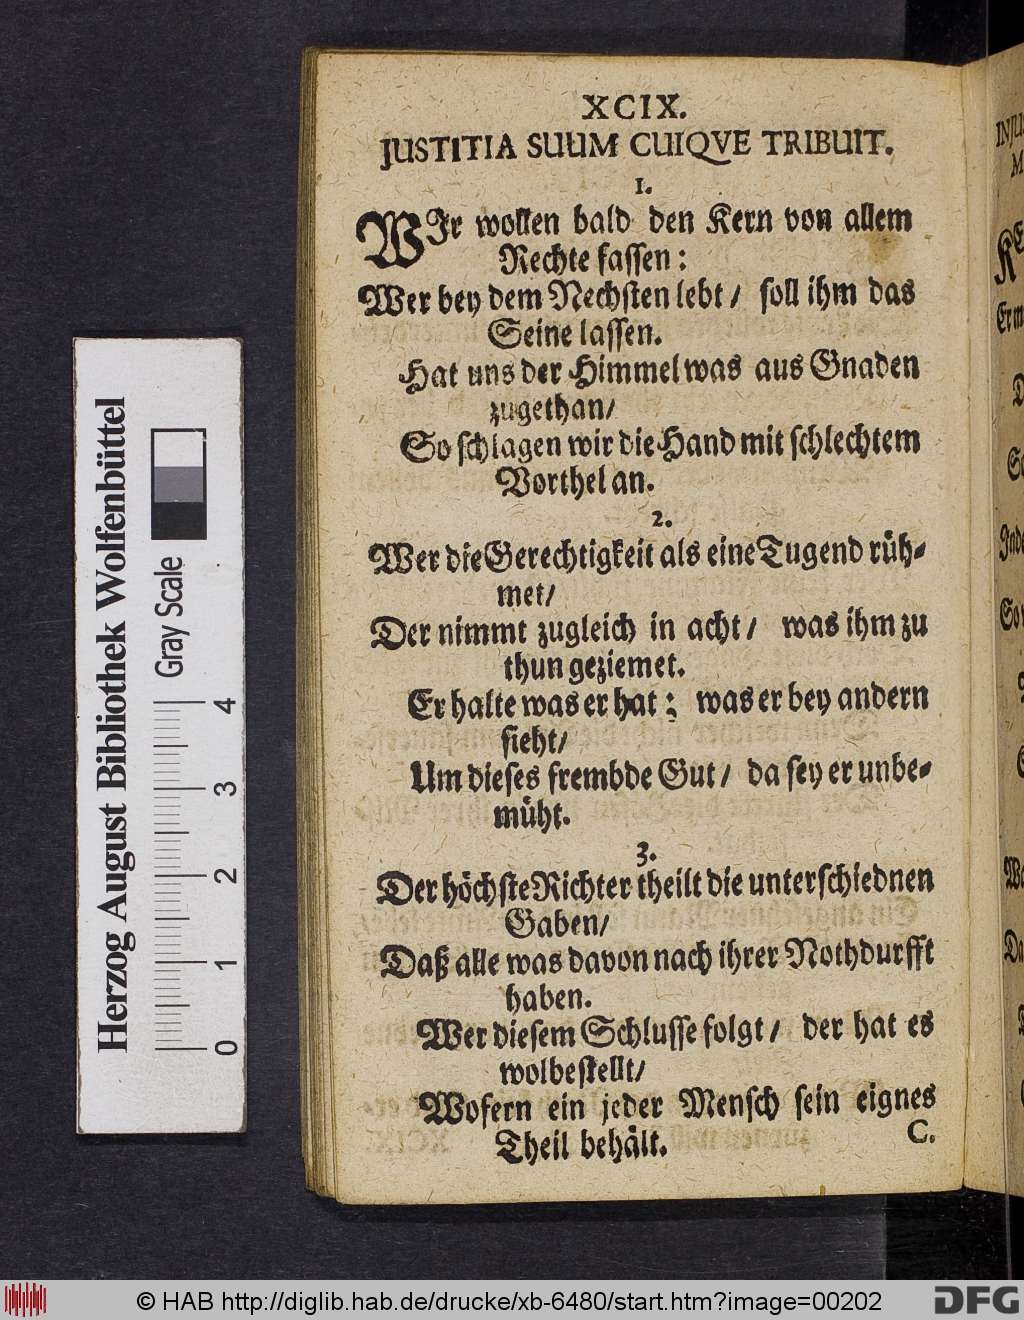 XCIX.
JUSTITIA SUUM CUIQVE TRIBUIT.
1.
WIr wollen bald den Kern von allem
Rechte fassen:
Wer bey dem Nechsten lebt / soll ihm das
Seine lassen.
Hat uns der Himmel was aus Gnaden
zugethan/
So schlagen wir die Hand mit schlechtem
Vorthel an.
2.
Wer die Gerechtigkeit als eine Tugend rüh-
met/
Der nimmt zugleich in acht / was ihm zu
thun geziemet.
Er halte was er hat: was er bey andern
sieht/
Um dieses frembde Gut / da sey er unbe-
müht.
3.
Der höchste Richter theilt die unterschiednen
Gaben/
Daß alle was davon nach ihrer Nothdurfft
haben.
Wer diesem Schlusse folgt / der hat es
wolbestellt/
Wofern ein jeder Mensch sein eignes
Theil behält.
C.
Herzog August Bibliothek Wolfenbüttel
Gray Scale
0 1 2 3 4
© HAB http://diglib.hab.de/drucke/xb-6480/start.htm?image=00202
DFG